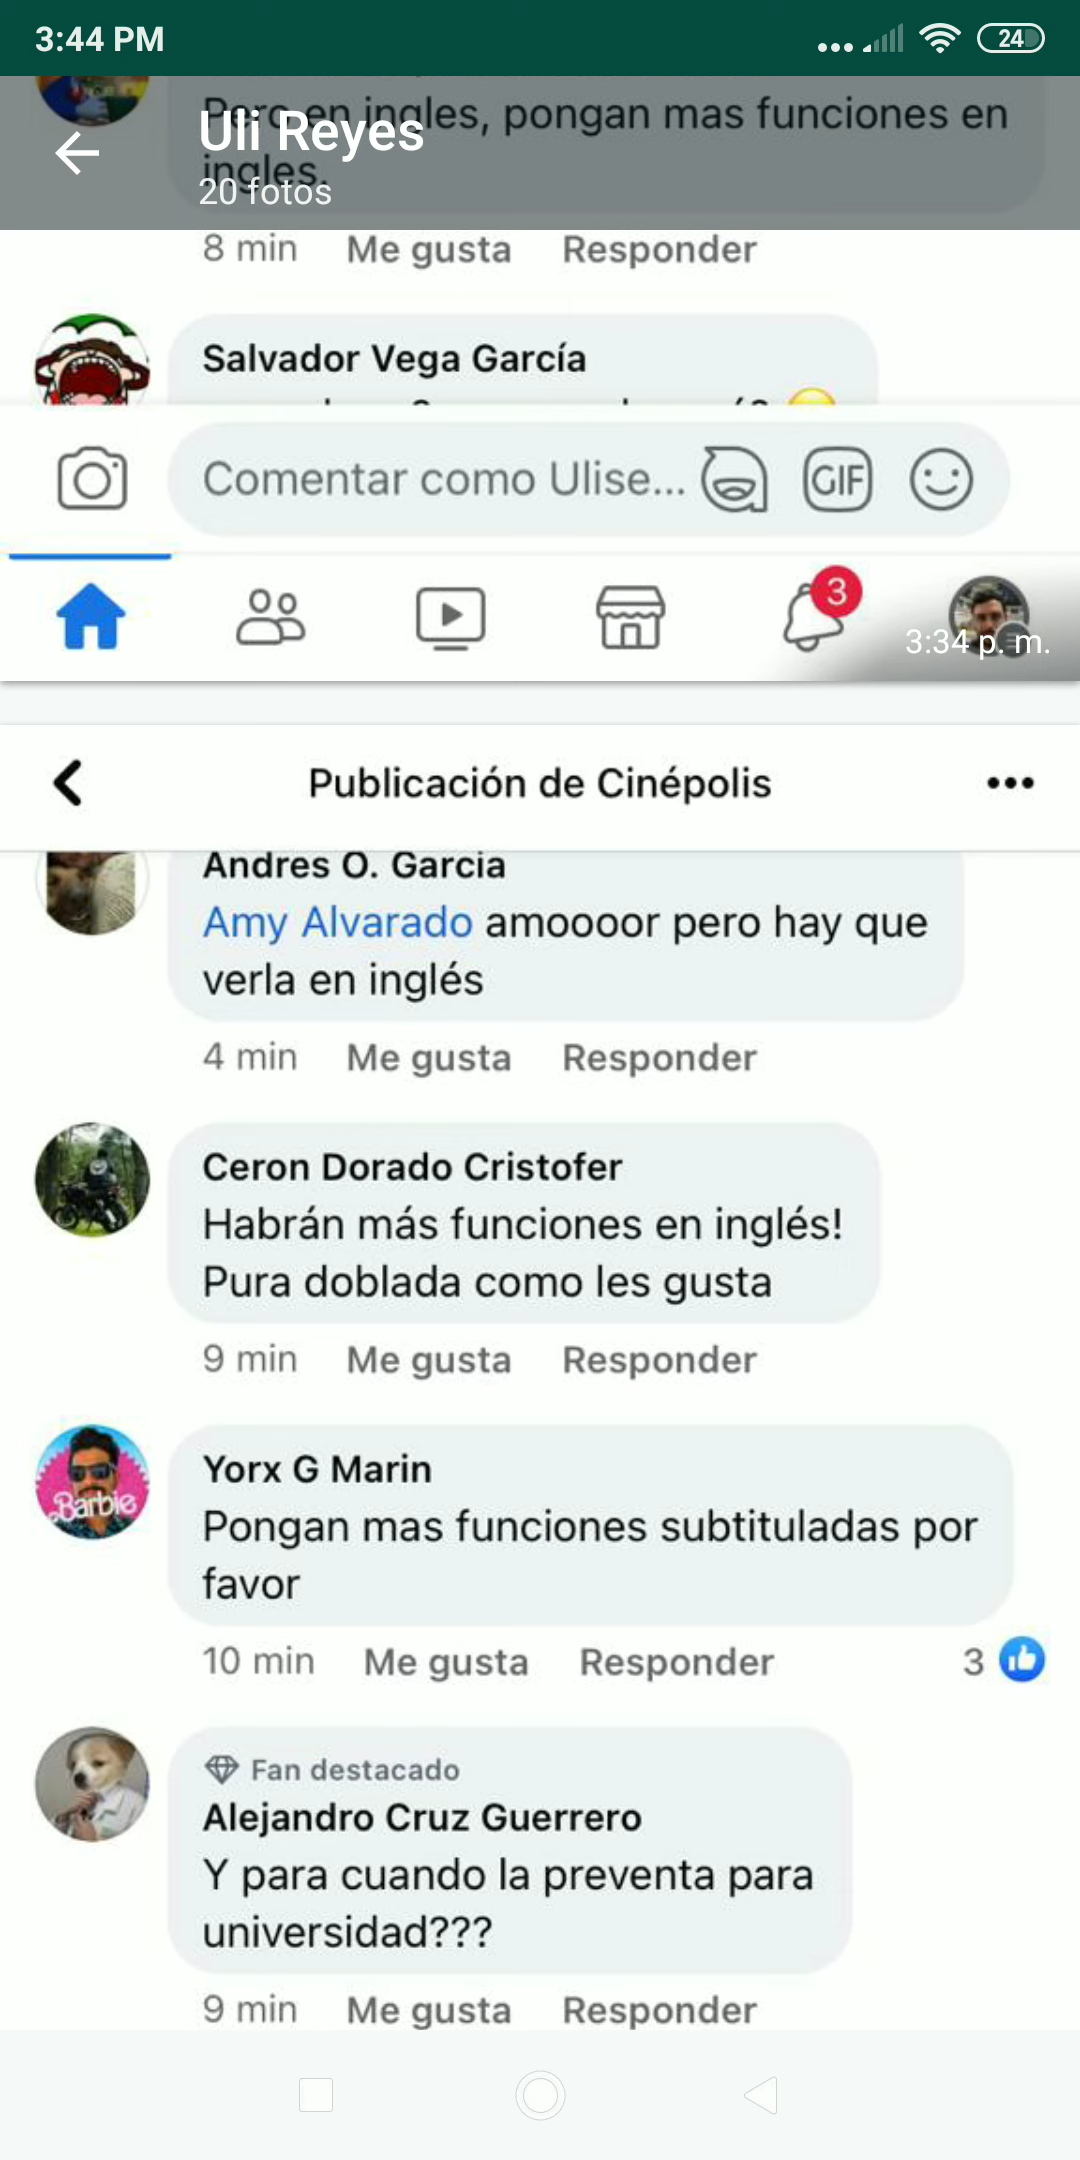 3:44 PM
24
Pero en ingles, pongan mas funciones en
ingles.
Uli Reyes
20 fotos
8 min Me gusta Responder
Salvador Vega García
Comentar como Ulise... GIF
3
3:34 p. m.
Publicación de Cinépolis
Andres O. Garcia
Amy Alvarado amoooor pero hay que
verla en inglés
4 min Me gusta Responder
Ceron Dorado Cristofer
Habrán más funciones en inglés!
Pura doblada como les gusta
9 min Me gusta Responder
Barbie
Yorx G Marin
Pongan mas funciones subtituladas por
favor
10 min Me gusta Responder 3
Fan destacado
Alejandro Cruz Guerrero
Y para cuando la preventa para
universidad???
9 min Me gusta Responder